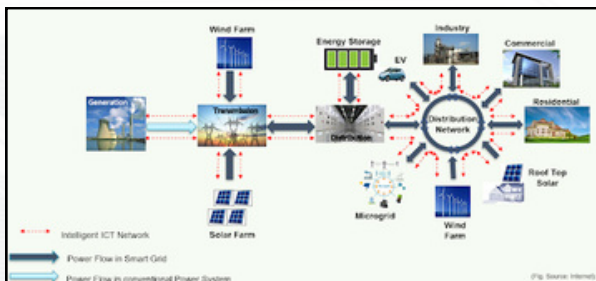 Wind Farm
Energy Storage
Industry
Commercial
EV
Generation
Transmission
Distribution
Distribution
Network
Residential
Roof Top
Solar
Microgrid
Wind
Farm
Solar Farm
Intelligent ICT Network
Power Flow in Smart Grid
Power Flow in conventional Power System
(Fig. Source: Internet)